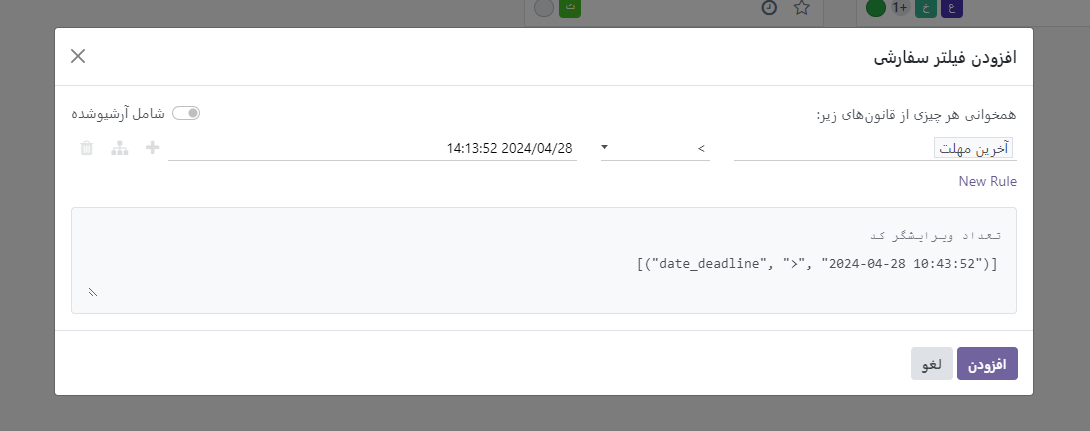 ع خ +1 ت
افزودن فیلتر سفارشی
همخوانی هر چیزی از قانون‌های زیر:
شامل آرشیوشده
آخرین مهلت > 2024/04/28 14:13:52
New Rule
تعداد ویرایشگر کد
[("date_deadline", ">", "2024-04-28 10:43:52")]
افزودن
لغو